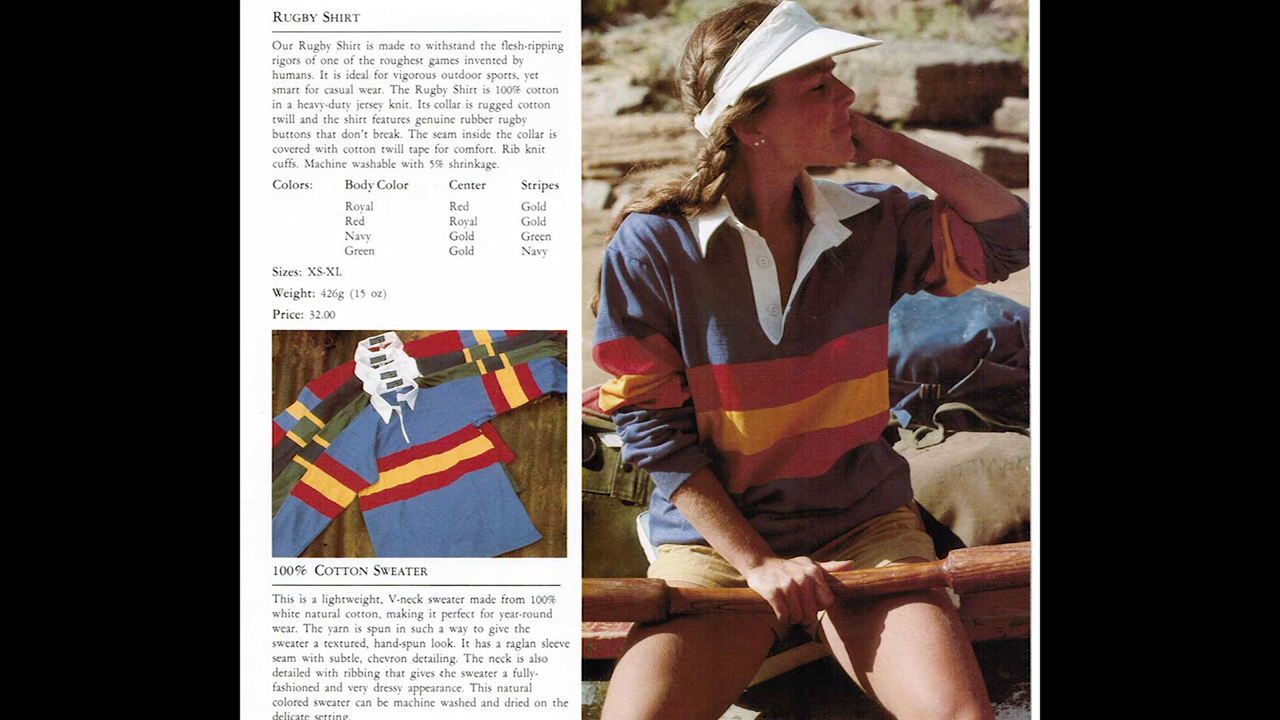 RUGBY SHIRT
Our Rugby Shirt is made to withstand the flesh-ripping
rigors of one of the roughest games invented by
humans. It is ideal for vigorous outdoor sports, yet
smart for casual wear. The Rugby Shirt is 100% cotton
in a heavy-duty jersey knit. Its collar is rugged cotton
twill and the shirt features genuine rubber rugby
buttons that don't break. The seam inside the collar is
covered with cotton twill tape for comfort. Rib knit
cuffs. Machine washable with 5% shrinkage.
Colors: Body Color Center Stripes
Royal Red Gold
Red Royal Gold
Navy Gold Green
Green Gold Navy
Sizes: XS-XL
Weight: 426g (15 oz)
Price: 32.00
100% COTTON SWEATER
This is a lightweight, V-neck sweater made from 100%
white natural cotton, making it perfect for year-round
wear. The yarn is spun in such a way to give the
sweater a textured, hand-spun look. It has a raglan sleeve
seam with subtle, chevron detailing. The neck is also
detailed with ribbing that gives the sweater a fully-
fashioned and very dressy appearance. This natural
colored sweater can be machine washed and dried on the
delicate setting.